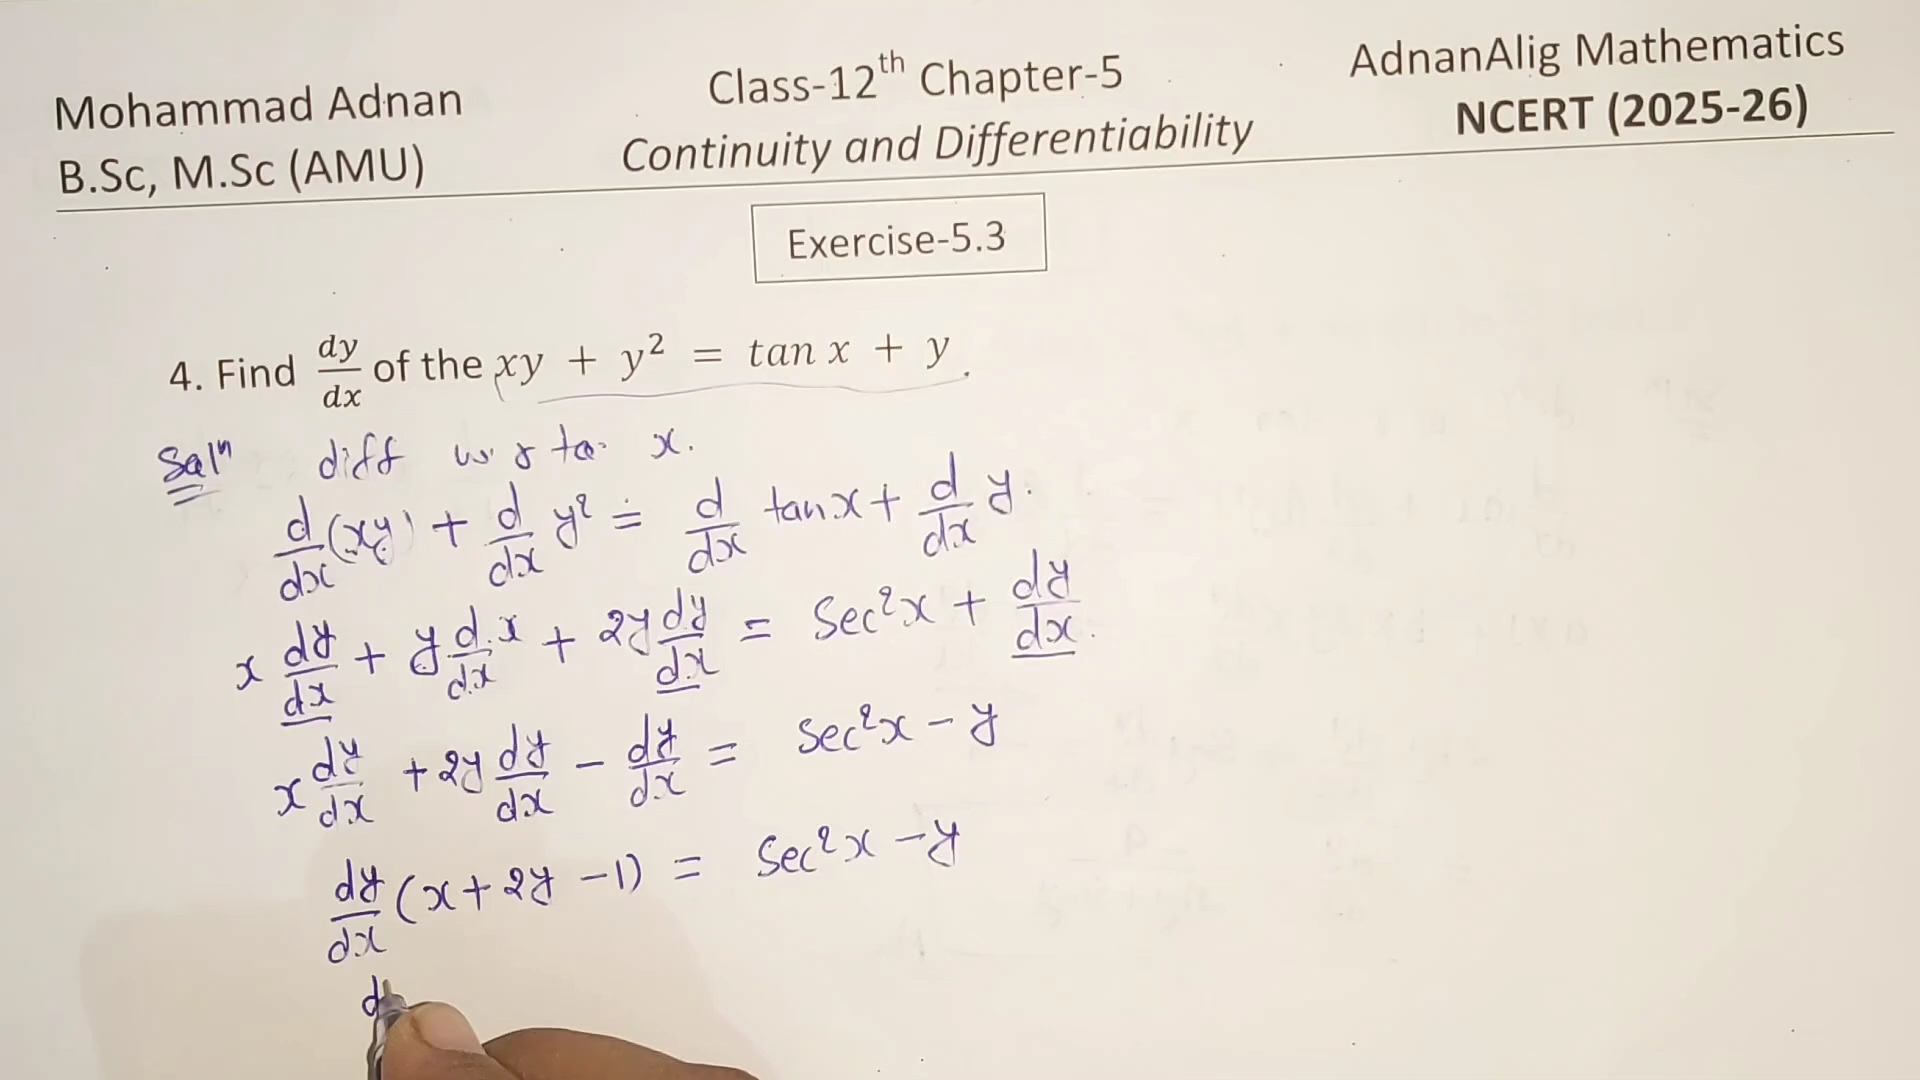 Mohammad Adnan
B.Sc, M.Sc (AMU)
Class-12th Chapter-5
Continuity and Differentiability
AdnanAlig Mathematics
NCERT (2025-26)
Exercise-5.3
4. Find dy/dx of the xy + y² = tan x + y.
Solⁿ diff w r to x.
d/dx (xy) + d/dx y² = d/dx tanx + d/dx y.
x dy/dx + y d/dx x + 2y dy/dx = Sec²x + dy/dx.
x dy/dx + 2y dy/dx - dy/dx = Sec²x - y
dy/dx (x + 2y - 1) = Sec²x - y
d